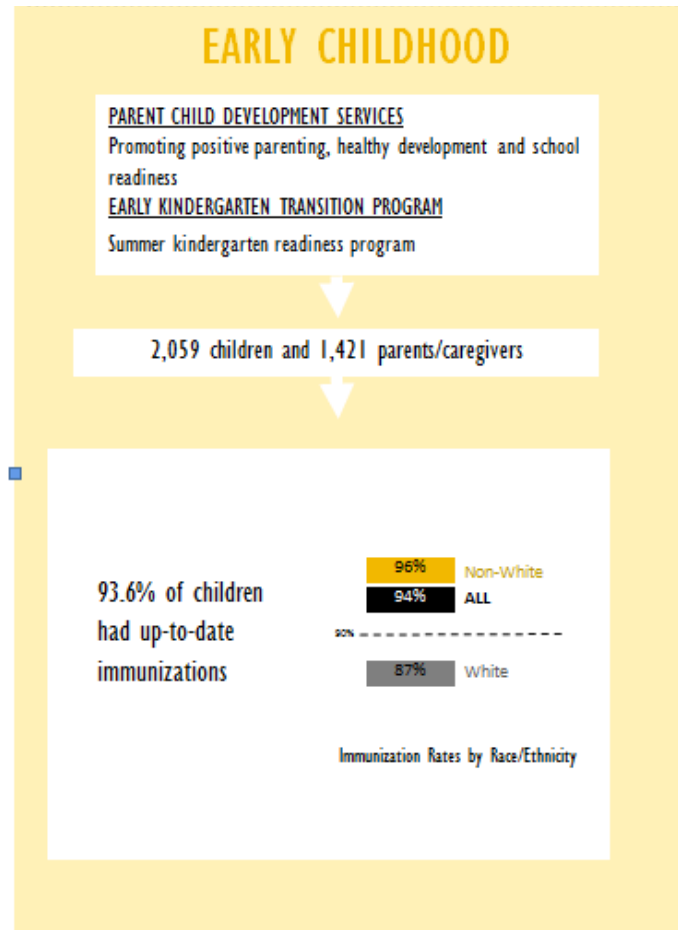 EARLY CHILDHOOD
PARENT CHILD DEVELOPMENT SERVICES
Promoting positive parenting, healthy development and school
readiness
EARLY KINDERGARTEN TRANSITION PROGRAM
Summer kindergarten readiness program
2,059 children and 1,421 parents/caregivers
93.6% of children
had up-to-date
immunizations
96% Non-White
94% ALL
90%
87% White
Immunization Rates by Race/Ethnicity